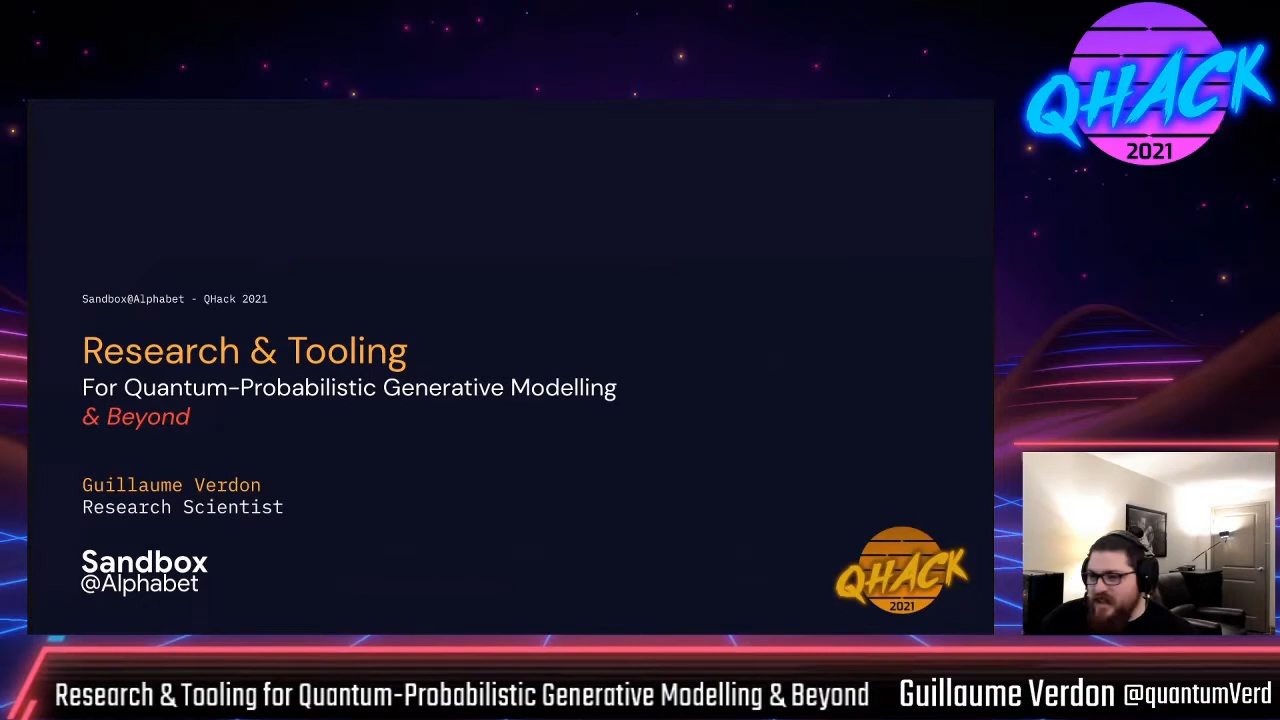 QHACK
2021
Sandbox@Alphabet - QHack 2021
Research & Tooling
For Quantum-Probabilistic Generative Modelling
& Beyond
Guillaume Verdon
Research Scientist
Sandbox
@Alphabet
QHACK
2021
Research & Tooling for Quantum-Probabilistic Generative Modelling & Beyond
Guillaume Verdon @quantumVerd